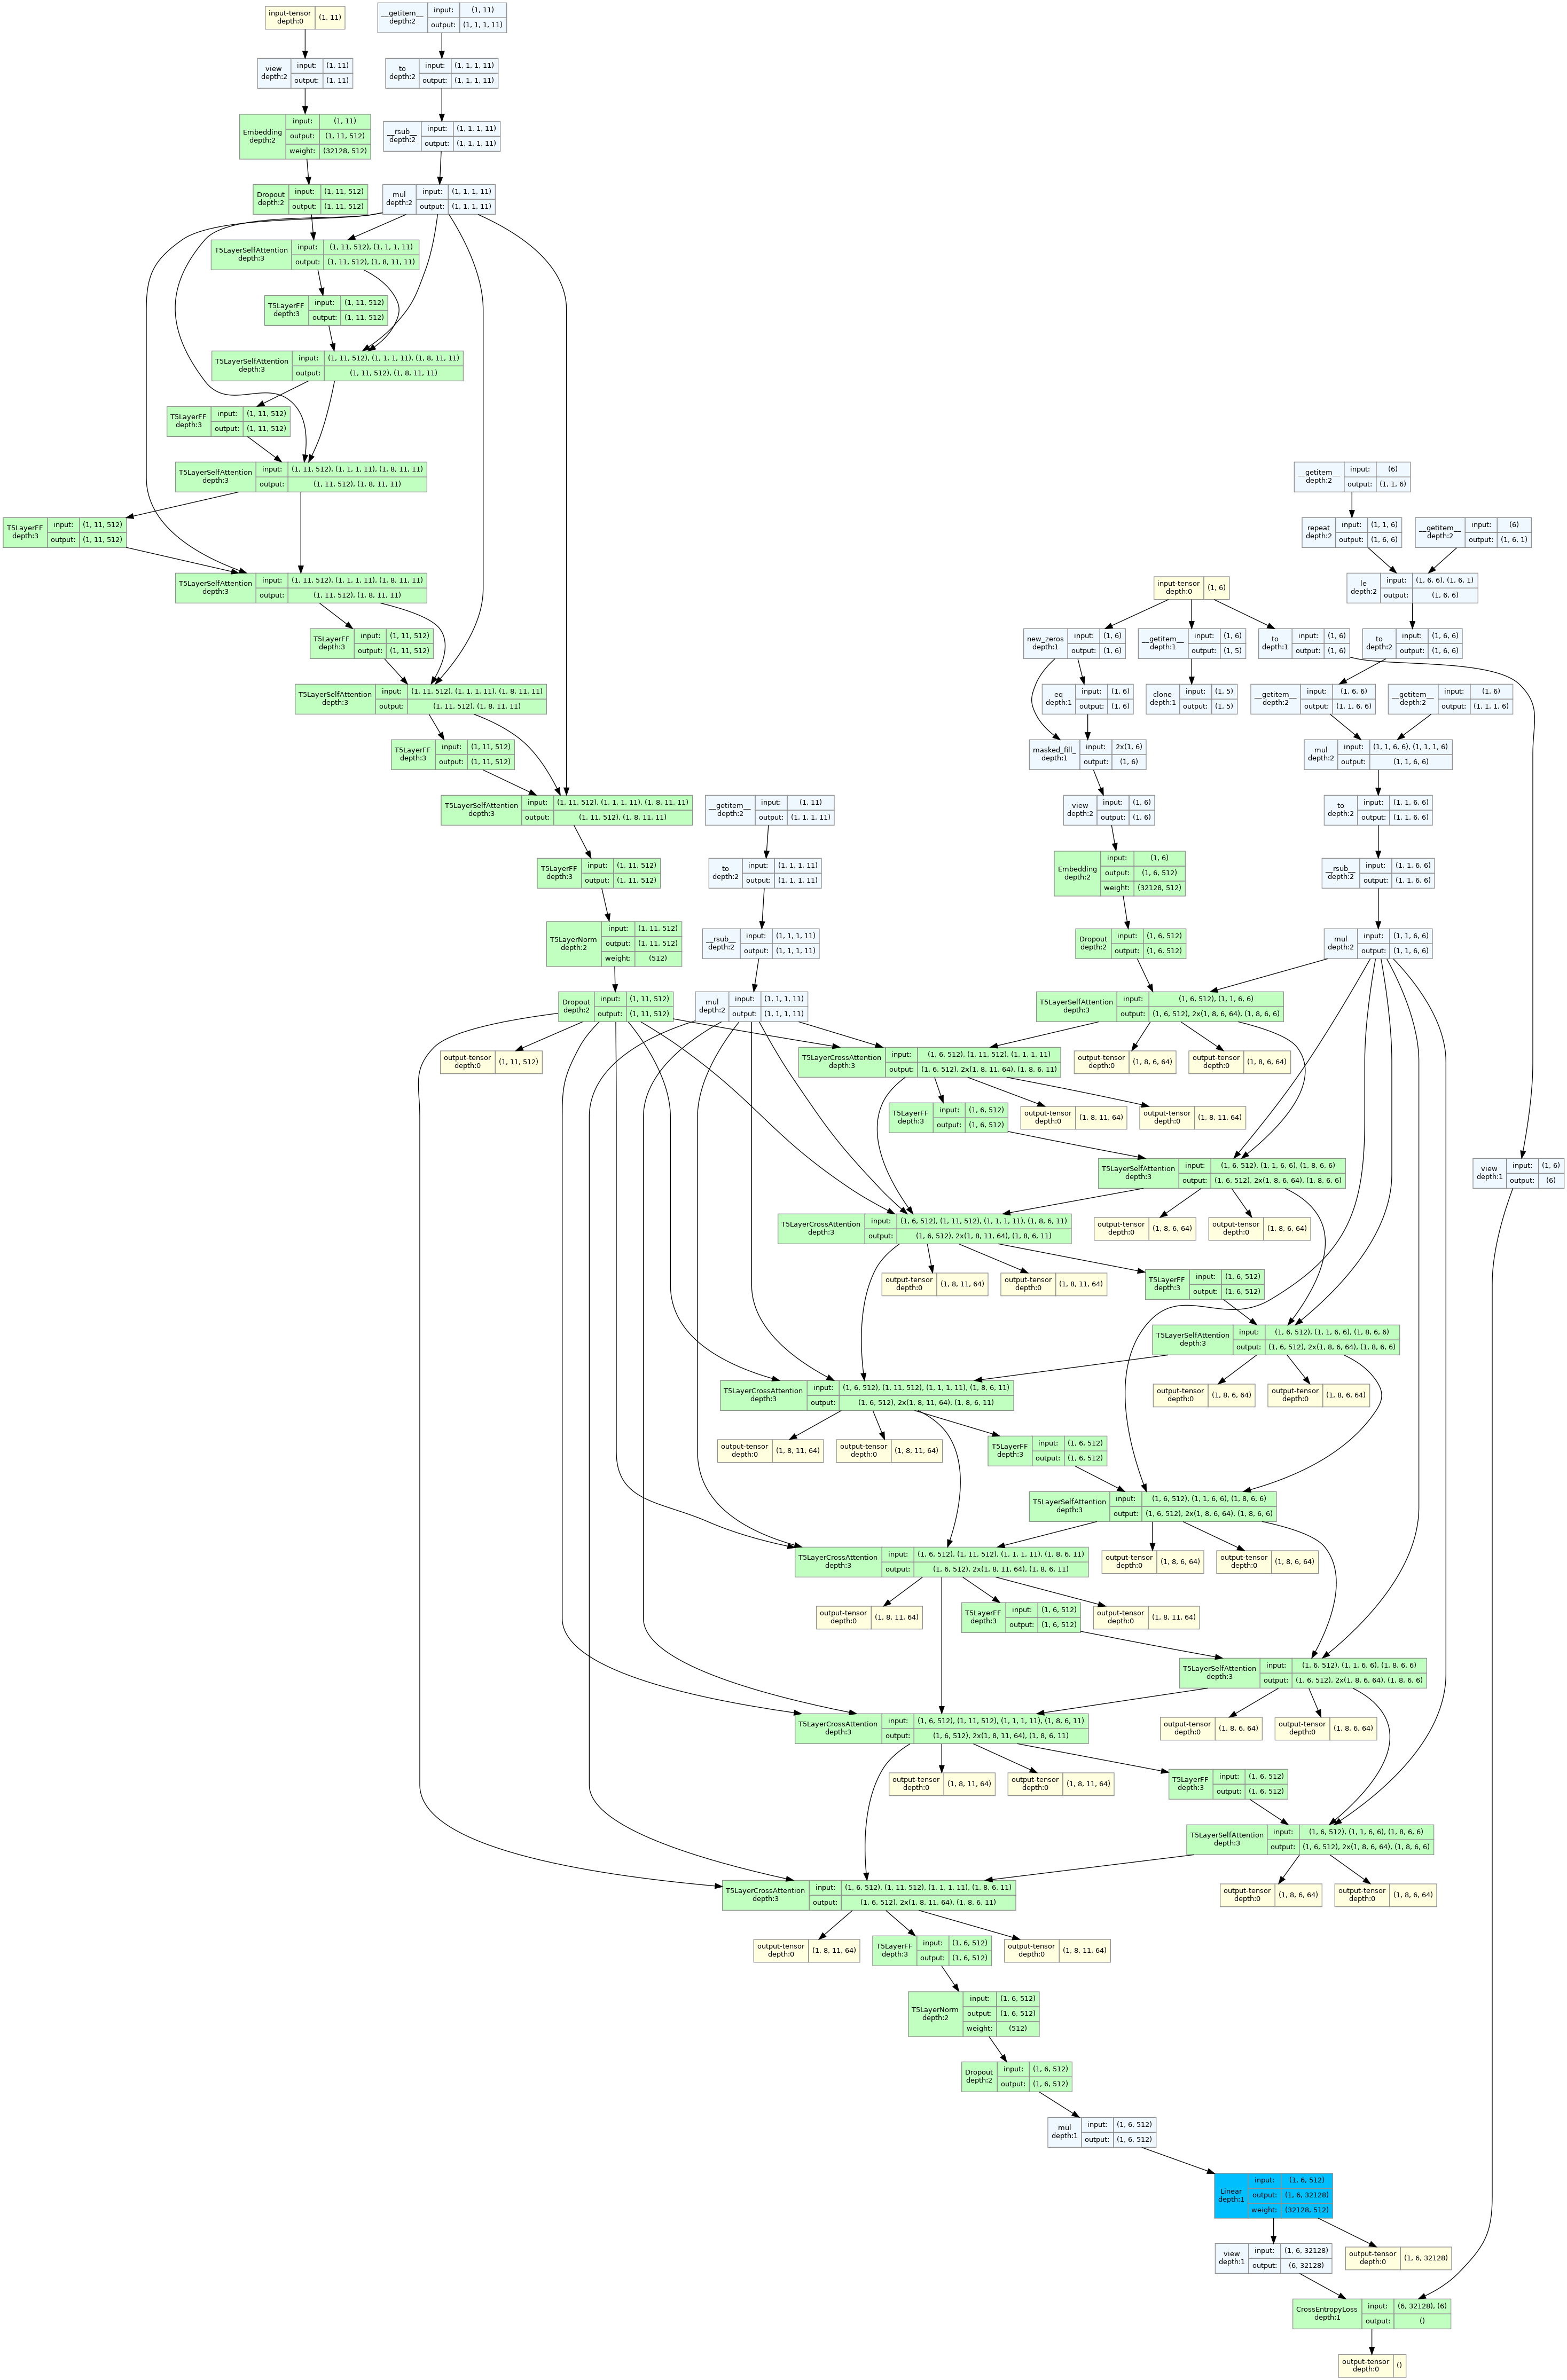 input-tensor
depth:0
(1, 11)
__getitem__
depth:2
input: (1, 11)
output: (1, 1, 1, 11)
view
depth:2
input: (1, 11)
output: (1, 11)
to
depth:2
input: (1, 1, 1, 11)
output: (1, 1, 1, 11)
Embedding
depth:2
input: (1, 11)
output: (1, 11, 512)
weight: (32128, 512)
__rsub__
depth:2
input: (1, 1, 1, 11)
output: (1, 1, 1, 11)
Dropout
depth:2
input: (1, 11, 512)
output: (1, 11, 512)
mul
depth:2
input: (1, 1, 1, 11)
output: (1, 1, 1, 11)
T5LayerSelfAttention
depth:3
input: (1, 11, 512), (1, 1, 1, 11)
output: (1, 11, 512), (1, 8, 11, 11)
T5LayerFF
depth:3
input: (1, 11, 512)
output: (1, 11, 512)
T5LayerSelfAttention
depth:3
input: (1, 11, 512), (1, 1, 1, 11), (1, 8, 11, 11)
output: (1, 11, 512), (1, 8, 11, 11)
T5LayerFF
depth:3
input: (1, 11, 512)
output: (1, 11, 512)
T5LayerSelfAttention
depth:3
input: (1, 11, 512), (1, 1, 1, 11), (1, 8, 11, 11)
output: (1, 11, 512), (1, 8, 11, 11)
__getitem__
depth:2
input: (6)
output: (1, 1, 6)
T5LayerFF
depth:3
input: (1, 11, 512)
output: (1, 11, 512)
repeat
depth:2
input: (1, 1, 6)
output: (1, 6, 6)
__getitem__
depth:2
input: (6)
output: (1, 6, 1)
T5LayerSelfAttention
depth:3
input: (1, 11, 512), (1, 1, 1, 11), (1, 8, 11, 11)
output: (1, 11, 512), (1, 8, 11, 11)
input-tensor
depth:0
(1, 6)
le
depth:2
input: (1, 6, 6), (1, 6, 1)
output: (1, 6, 6)
T5LayerFF
depth:3
input: (1, 11, 512)
output: (1, 11, 512)
new_zeros
depth:1
input: (1, 6)
output: (1, 6)
__getitem__
depth:1
input: (1, 6)
output: (1, 5)
to
depth:1
input: (1, 6)
output: (1, 6)
to
depth:2
input: (1, 6, 6)
output: (1, 6, 6)
T5LayerSelfAttention
depth:3
input: (1, 11, 512), (1, 1, 1, 11), (1, 8, 11, 11)
output: (1, 11, 512), (1, 8, 11, 11)
eq
depth:1
input: (1, 6)
output: (1, 6)
clone
depth:1
input: (1, 5)
output: (1, 5)
__getitem__
depth:2
input: (1, 6, 6)
output: (1, 1, 6, 6)
__getitem__
depth:2
input: (1, 6)
output: (1, 1, 1, 6)
T5LayerFF
depth:3
input: (1, 11, 512)
output: (1, 11, 512)
masked_fill_
depth:1
input: 2x(1, 6)
output: (1, 6)
mul
depth:2
input: (1, 1, 6, 6), (1, 1, 1, 6)
output: (1, 1, 6, 6)
T5LayerSelfAttention
depth:3
input: (1, 11, 512), (1, 1, 1, 11), (1, 8, 11, 11)
output: (1, 11, 512), (1, 8, 11, 11)
__getitem__
depth:2
input: (1, 11)
output: (1, 1, 1, 11)
view
depth:2
input: (1, 6)
output: (1, 6)
to
depth:2
input: (1, 1, 6, 6)
output: (1, 1, 6, 6)
T5LayerFF
depth:3
input: (1, 11, 512)
output: (1, 11, 512)
to
depth:2
input: (1, 1, 1, 11)
output: (1, 1, 1, 11)
Embedding
depth:2
input: (1, 6)
output: (1, 6, 512)
weight: (32128, 512)
__rsub__
depth:2
input: (1, 1, 6, 6)
output: (1, 1, 6, 6)
T5LayerNorm
depth:2
input: (1, 11, 512)
output: (1, 11, 512)
weight: (512)
__rsub__
depth:2
input: (1, 1, 1, 11)
output: (1, 1, 1, 11)
Dropout
depth:2
input: (1, 6, 512)
output: (1, 6, 512)
mul
depth:2
input: (1, 1, 6, 6)
output: (1, 1, 6, 6)
Dropout
depth:2
input: (1, 11, 512)
output: (1, 11, 512)
mul
depth:2
input: (1, 1, 1, 11)
output: (1, 1, 1, 11)
T5LayerSelfAttention
depth:3
input: (1, 6, 512), (1, 1, 6, 6)
output: (1, 6, 512), 2x(1, 8, 6, 64), (1, 8, 6, 6)
output-tensor
depth:0
(1, 11, 512)
T5LayerCrossAttention
depth:3
input: (1, 6, 512), (1, 11, 512), (1, 1, 1, 11)
output: (1, 6, 512), 2x(1, 8, 11, 64), (1, 8, 6, 11)
output-tensor
depth:0
(1, 8, 6, 64)
output-tensor
depth:0
(1, 8, 6, 64)
T5LayerFF
depth:3
input: (1, 6, 512)
output: (1, 6, 512)
output-tensor
depth:0
(1, 8, 11, 64)
output-tensor
depth:0
(1, 8, 11, 64)
T5LayerSelfAttention
depth:3
input: (1, 6, 512), (1, 1, 6, 6), (1, 8, 6, 6)
output: (1, 6, 512), 2x(1, 8, 6, 64), (1, 8, 6, 6)
view
depth:1
input: (1, 6)
output: (6)
T5LayerCrossAttention
depth:3
input: (1, 6, 512), (1, 11, 512), (1, 1, 1, 11), (1, 8, 6, 11)
output: (1, 6, 512), 2x(1, 8, 11, 64), (1, 8, 6, 11)
output-tensor
depth:0
(1, 8, 6, 64)
output-tensor
depth:0
(1, 8, 6, 64)
output-tensor
depth:0
(1, 8, 11, 64)
output-tensor
depth:0
(1, 8, 11, 64)
T5LayerFF
depth:3
input: (1, 6, 512)
output: (1, 6, 512)
T5LayerSelfAttention
depth:3
input: (1, 6, 512), (1, 1, 6, 6), (1, 8, 6, 6)
output: (1, 6, 512), 2x(1, 8, 6, 64), (1, 8, 6, 6)
T5LayerCrossAttention
depth:3
input: (1, 6, 512), (1, 11, 512), (1, 1, 1, 11), (1, 8, 6, 11)
output: (1, 6, 512), 2x(1, 8, 11, 64), (1, 8, 6, 11)
output-tensor
depth:0
(1, 8, 6, 64)
output-tensor
depth:0
(1, 8, 6, 64)
output-tensor
depth:0
(1, 8, 11, 64)
output-tensor
depth:0
(1, 8, 11, 64)
T5LayerFF
depth:3
input: (1, 6, 512)
output: (1, 6, 512)
T5LayerSelfAttention
depth:3
input: (1, 6, 512), (1, 1, 6, 6), (1, 8, 6, 6)
output: (1, 6, 512), 2x(1, 8, 6, 64), (1, 8, 6, 6)
T5LayerCrossAttention
depth:3
input: (1, 6, 512), (1, 11, 512), (1, 1, 1, 11), (1, 8, 6, 11)
output: (1, 6, 512), 2x(1, 8, 11, 64), (1, 8, 6, 11)
output-tensor
depth:0
(1, 8, 6, 64)
output-tensor
depth:0
(1, 8, 6, 64)
output-tensor
depth:0
(1, 8, 11, 64)
T5LayerFF
depth:3
input: (1, 6, 512)
output: (1, 6, 512)
output-tensor
depth:0
(1, 8, 11, 64)
T5LayerSelfAttention
depth:3
input: (1, 6, 512), (1, 1, 6, 6), (1, 8, 6, 6)
output: (1, 6, 512), 2x(1, 8, 6, 64), (1, 8, 6, 6)
T5LayerCrossAttention
depth:3
input: (1, 6, 512), (1, 11, 512), (1, 1, 1, 11), (1, 8, 6, 11)
output: (1, 6, 512), 2x(1, 8, 11, 64), (1, 8, 6, 11)
output-tensor
depth:0
(1, 8, 6, 64)
output-tensor
depth:0
(1, 8, 6, 64)
output-tensor
depth:0
(1, 8, 11, 64)
output-tensor
depth:0
(1, 8, 11, 64)
T5LayerFF
depth:3
input: (1, 6, 512)
output: (1, 6, 512)
T5LayerSelfAttention
depth:3
input: (1, 6, 512), (1, 1, 6, 6), (1, 8, 6, 6)
output: (1, 6, 512), 2x(1, 8, 6, 64), (1, 8, 6, 6)
T5LayerCrossAttention
depth:3
input: (1, 6, 512), (1, 11, 512), (1, 1, 1, 11), (1, 8, 6, 11)
output: (1, 6, 512), 2x(1, 8, 11, 64), (1, 8, 6, 11)
output-tensor
depth:0
(1, 8, 6, 64)
output-tensor
depth:0
(1, 8, 6, 64)
output-tensor
depth:0
(1, 8, 11, 64)
T5LayerFF
depth:3
input: (1, 6, 512)
output: (1, 6, 512)
output-tensor
depth:0
(1, 8, 11, 64)
T5LayerNorm
depth:2
input: (1, 6, 512)
output: (1, 6, 512)
weight: (512)
Dropout
depth:2
input: (1, 6, 512)
output: (1, 6, 512)
mul
depth:1
input: (1, 6, 512)
output: (1, 6, 512)
Linear
depth:1
input: (1, 6, 512)
output: (1, 6, 32128)
weight: (32128, 512)
view
depth:1
input: (1, 6, 32128)
output: (6, 32128)
output-tensor
depth:0
(1, 6, 32128)
CrossEntropyLoss
depth:1
input: (6, 32128), (6)
output: ()
output-tensor
depth:0
()